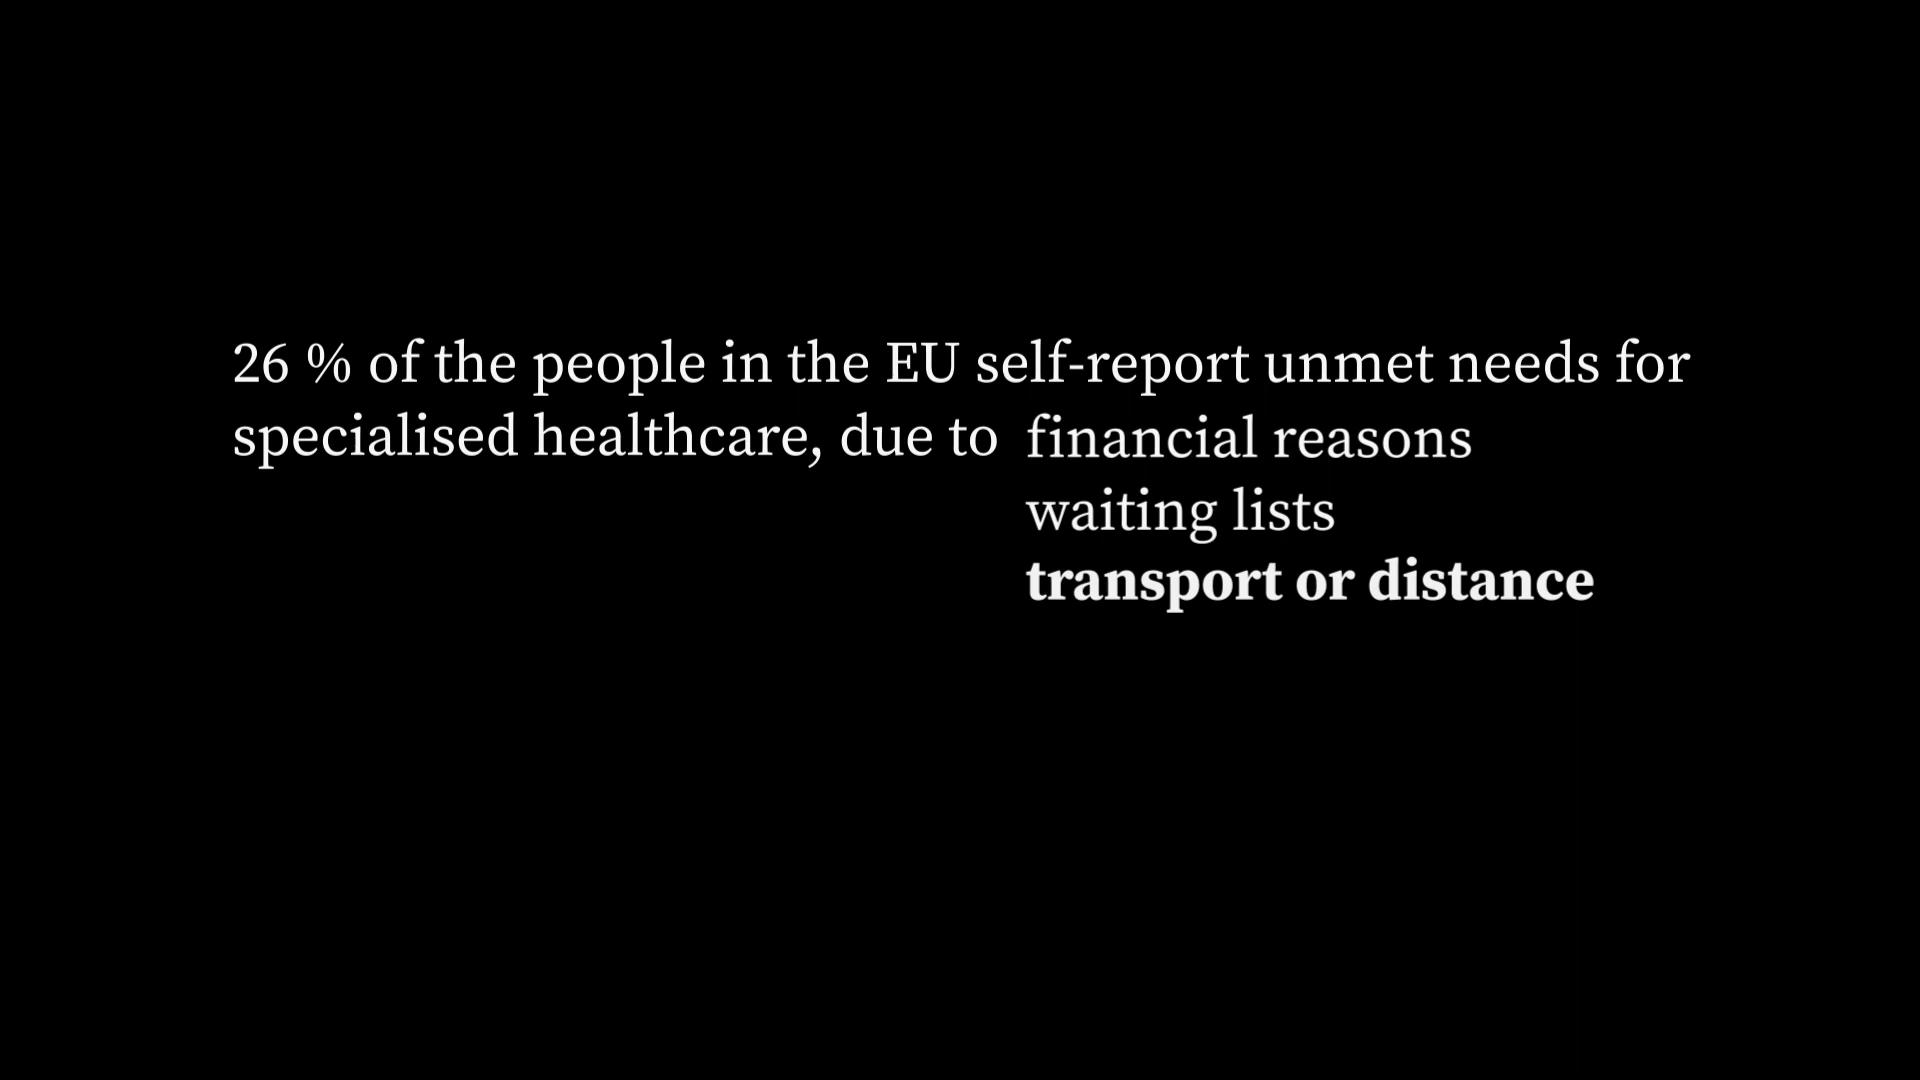 26 % of the people in the EU self-report unmet needs for
specialised healthcare, due to financial reasons
waiting lists
transport or distance